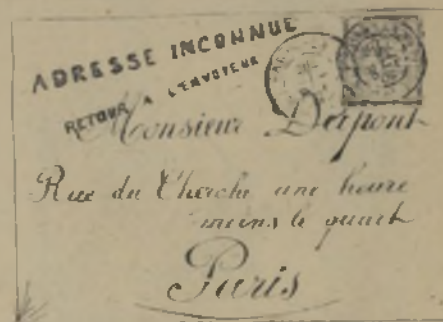 ADRESSE INCONNUE
RETOUR A L'ENVOYEUR
Monsieur Dupont
Rue du Cherche une heure
moins le quart
Paris